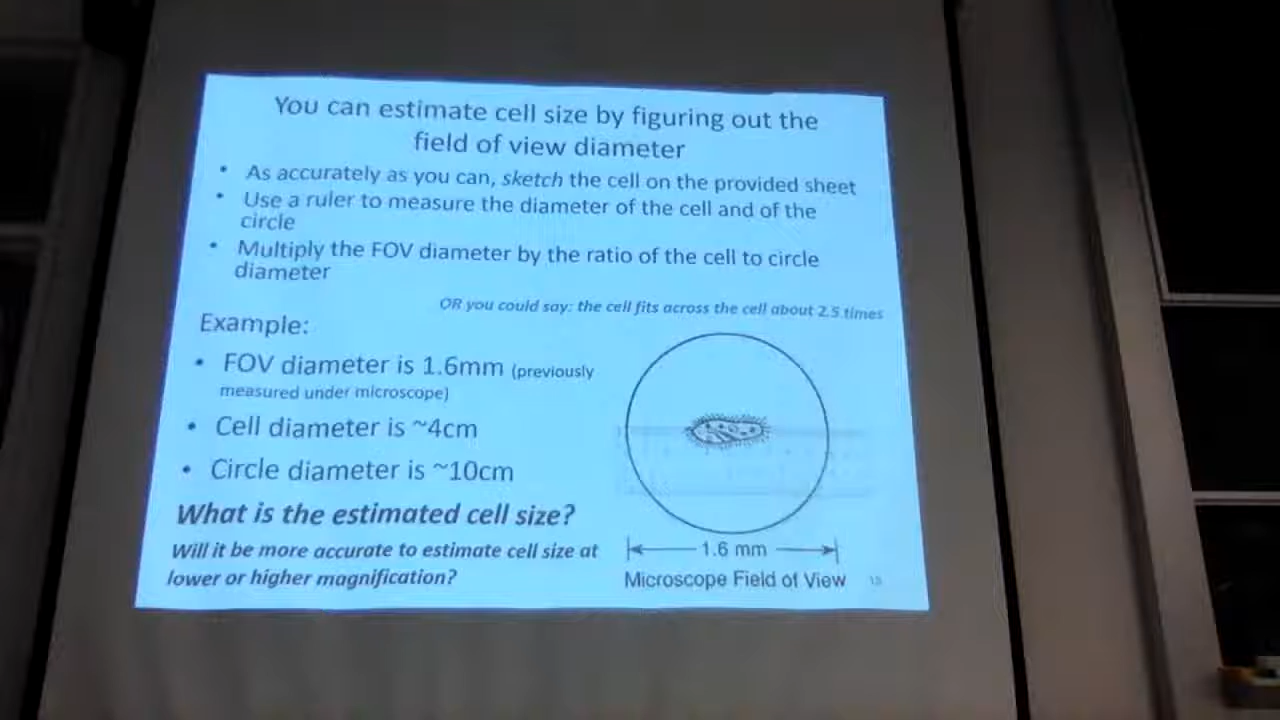 You can estimate cell size by figuring out the
field of view diameter
• As accurately as you can, sketch the cell on the provided sheet
• Use a ruler to measure the diameter of the cell and of the
circle
• Multiply the FOV diameter by the ratio of the cell to circle
diameter
OR you could say: the cell fits across the cell about 2.5 times
Example:
• FOV diameter is 1.6mm (previously
measured under microscope)
• Cell diameter is ~4cm
• Circle diameter is ~10cm
What is the estimated cell size?
Will it be more accurate to estimate cell size at
lower or higher magnification?
1.6 mm
Microscope Field of View